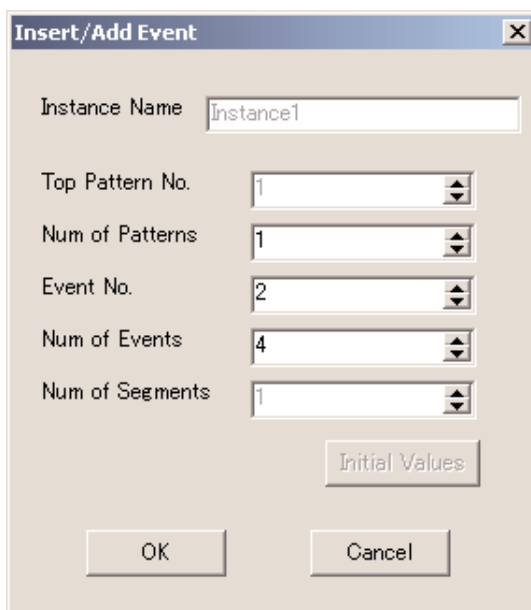 Insert/Add Event
Instance Name Instance1
Top Pattern No. 1
Num of Patterns 1
Event No. 2
Num of Events 4
Num of Segments 1
Initial Values
OK Cancel